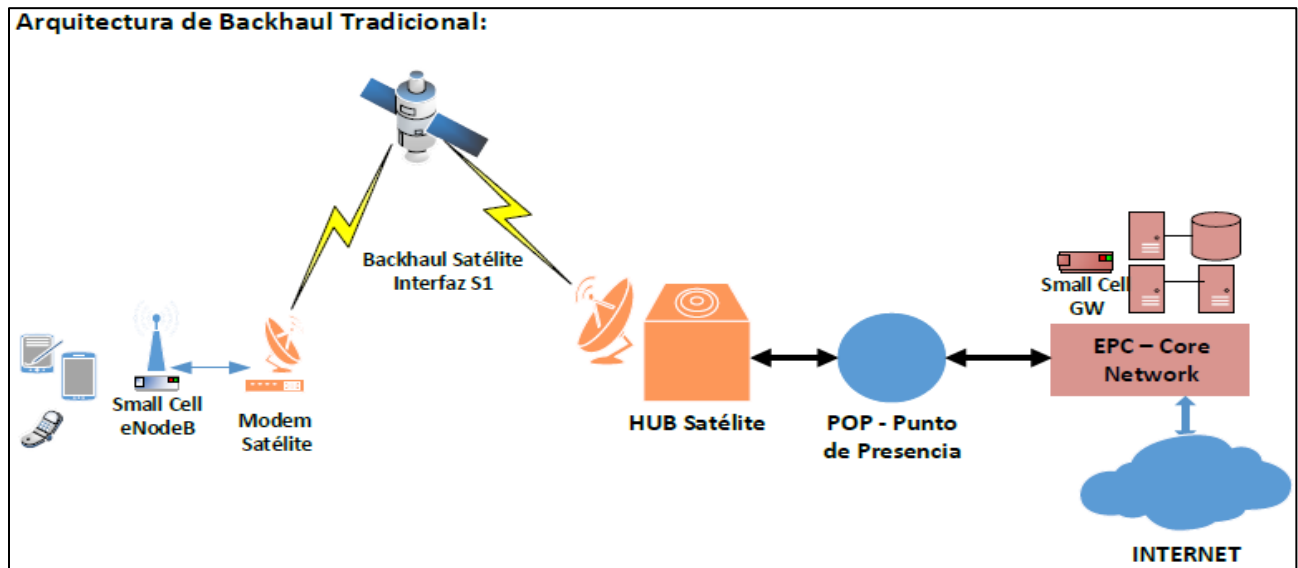 Arquitectura de Backhaul Tradicional:
Backhaul Satélite
Interfaz S1
Small Cell
eNodeB
Modem
Satélite
HUB Satélite
POP - Punto
de Presencia
Small Cell
GW
EPC – Core
Network
INTERNET